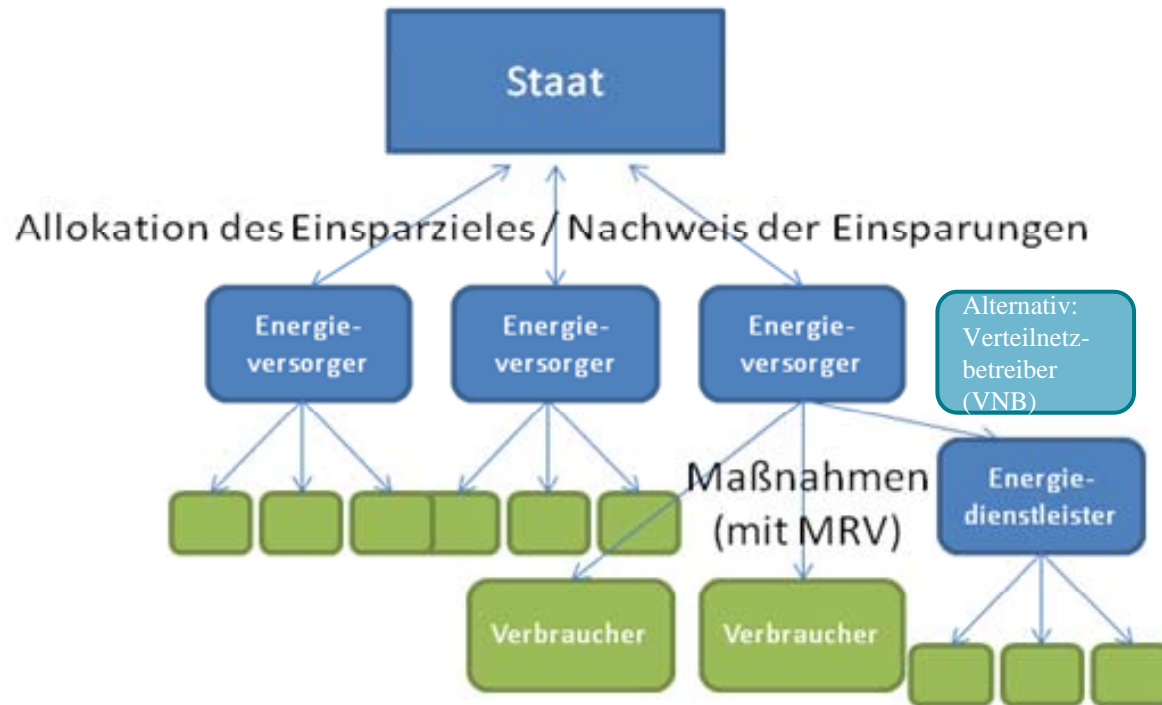 Staat
Allokation des Einsparzieles / Nachweis der Einsparungen
Energie-
versorger
Energie-
versorger
Energie-
versorger
Alternativ:
Verteilnetz-
betreiber
(VNB)
Maßnahmen
(mit MRV)
Energie-
dienstleister
Verbraucher
Verbraucher